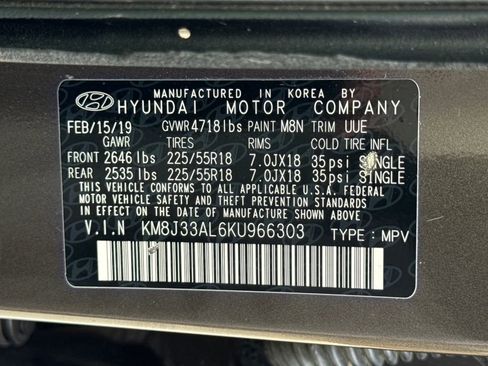 MANUFACTURED IN KOREA BY
HYUNDAI MOTOR COMPANY
FEB/15/19 GVWR 4718 lbs PAINT M8N TRIM UUE
GAWR TIRES RIMS COLD TIRE INFL
FRONT 2646 lbs 225/55R18 7.0JX18 35psi SINGLE
REAR 2535 lbs 225/55R18 7.0JX18 35psi SINGLE
THIS VEHICLE CONFORMS TO ALL APPLICABLE U.S.A. FEDERAL
MOTOR VEHICLE SAFETY, BUMPER, AND THEFT PREVENTION
STANDARDS IN EFFECT ON THE DATE OF MANUFACTURE SHOWN ABOVE.
V.I.N KM8J33AL6KU966303 TYPE: MPV